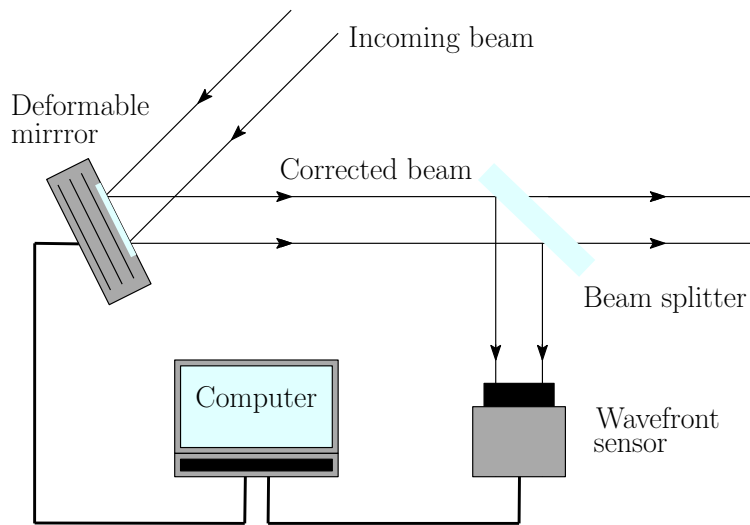 Incoming beam
Deformable
mirrror
Corrected beam
Beam splitter
Computer
Wavefront
sensor